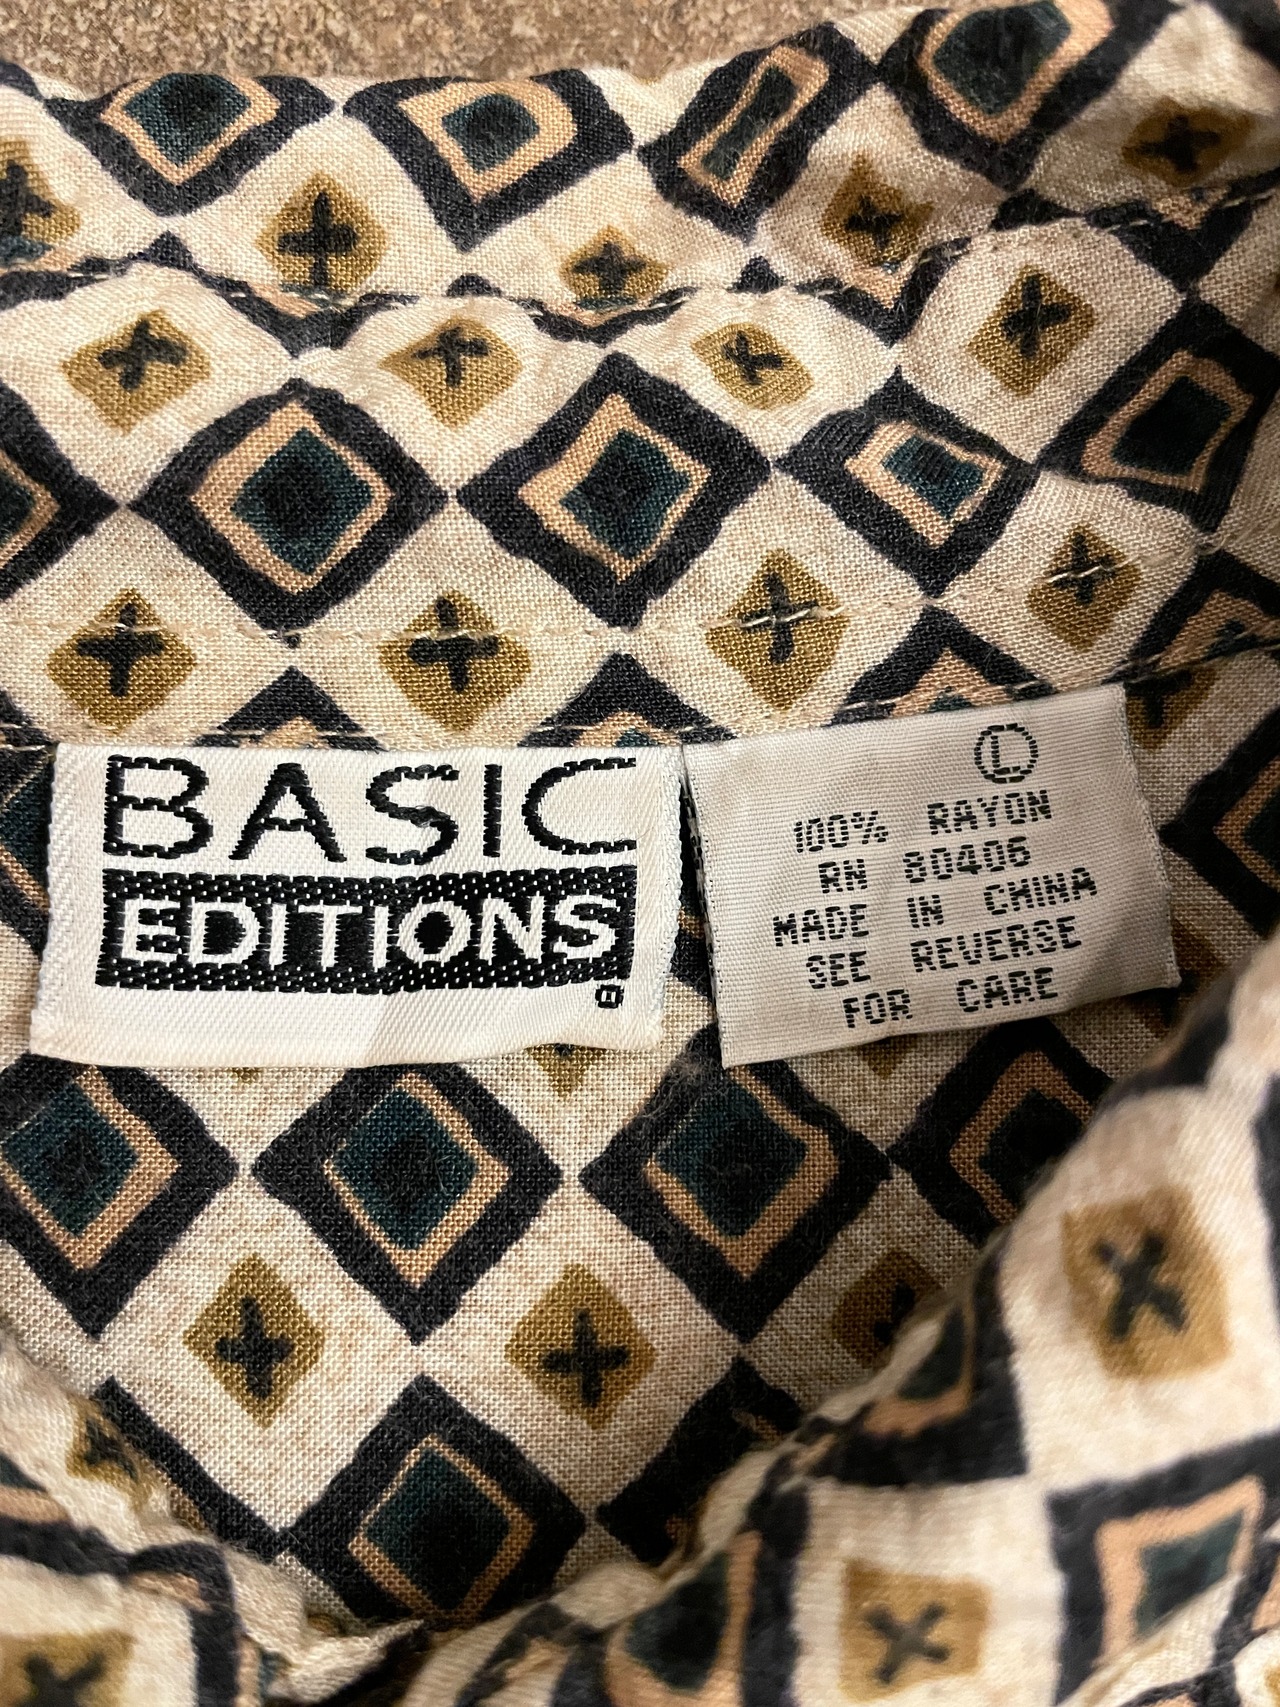 BASIC
EDITIONS
®
L
100% RAYON
RN 80406
MADE IN CHINA
SEE REVERSE
FOR CARE